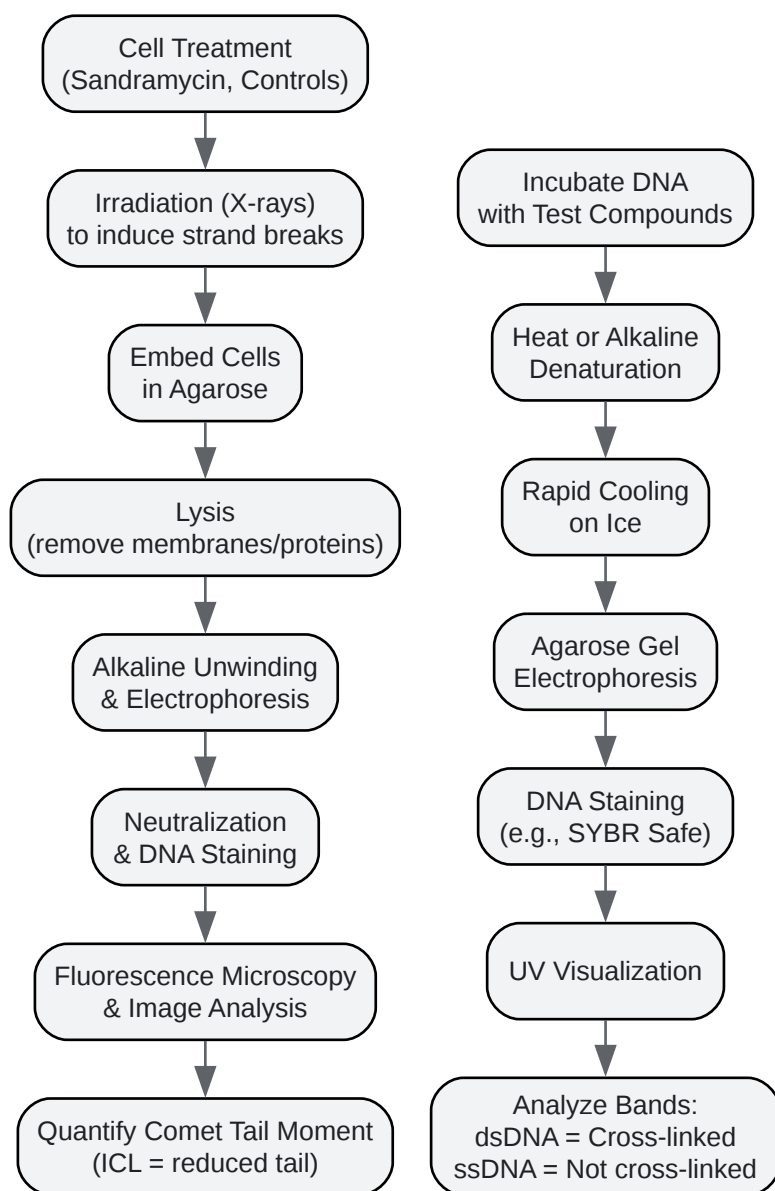 Cell Treatment
(Sandramycin, Controls)
Irradiation (X-rays)
to induce strand breaks
Embed Cells
in Agarose
Lysis
(remove membranes/proteins)
Alkaline Unwinding
& Electrophoresis
Neutralization
& DNA Staining
Fluorescence Microscopy
& Image Analysis
Quantify Comet Tail Moment
(ICL = reduced tail)
Incubate DNA
with Test Compounds
Heat or Alkaline
Denaturation
Rapid Cooling
on Ice
Agarose Gel
Electrophoresis
DNA Staining
(e.g., SYBR Safe)
UV Visualization
Analyze Bands:
dsDNA = Cross-linked
ssDNA = Not cross-linked